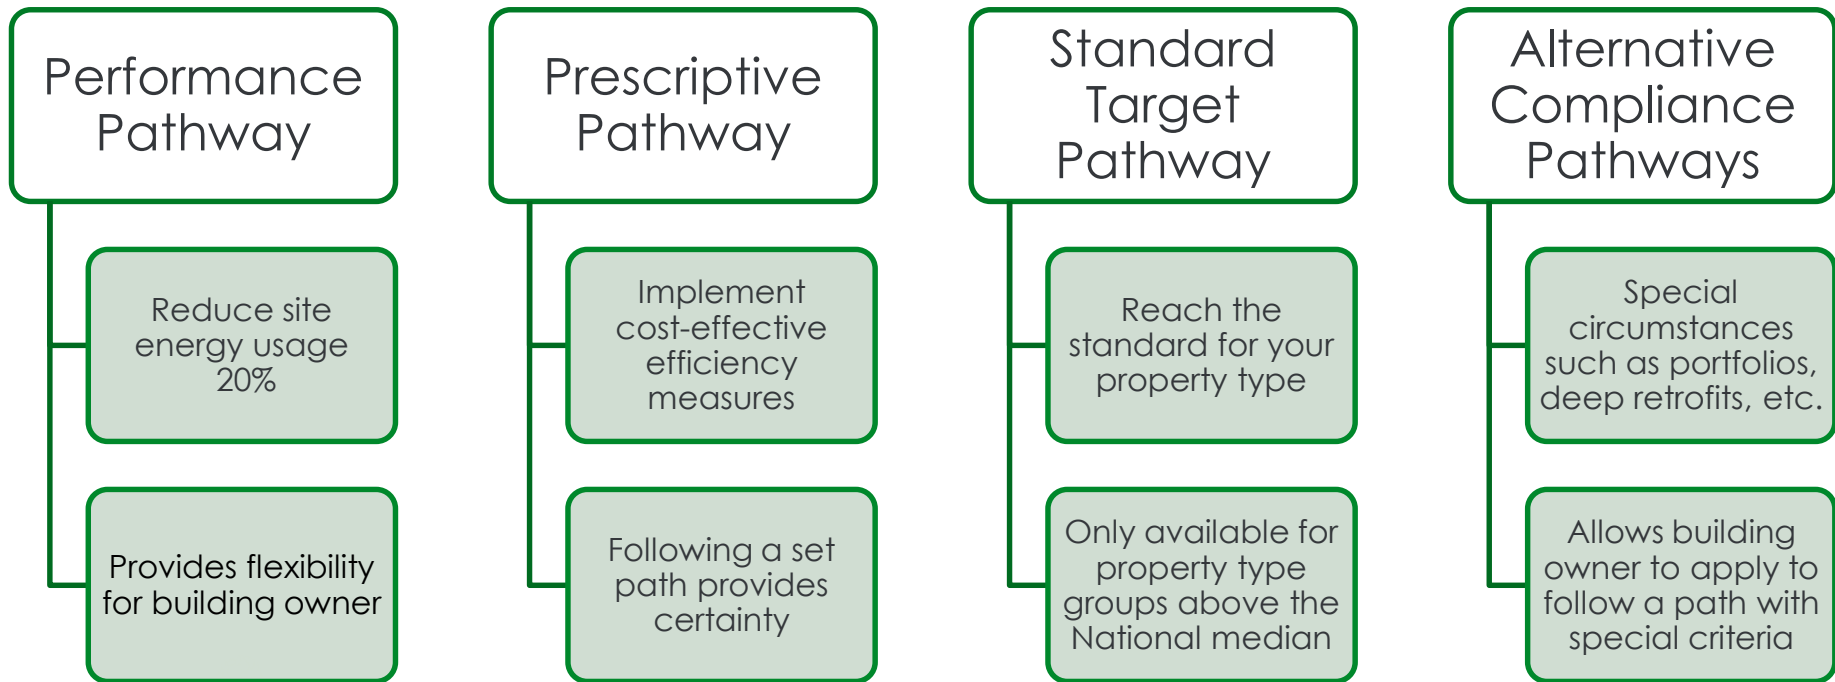 Performance
Pathway
Reduce site
energy usage
20%
Provides flexibility
for building owner
Prescriptive
Pathway
Implement
cost-effective
efficiency
measures
Following a set
path provides
certainty
Standard
Target
Pathway
Reach the
standard for your
property type
Only available for
property type
groups above the
National median
Alternative
Compliance
Pathways
Special
circumstances
such as portfolios,
deep retrofits, etc.
Allows building
owner to apply to
follow a path with
special criteria